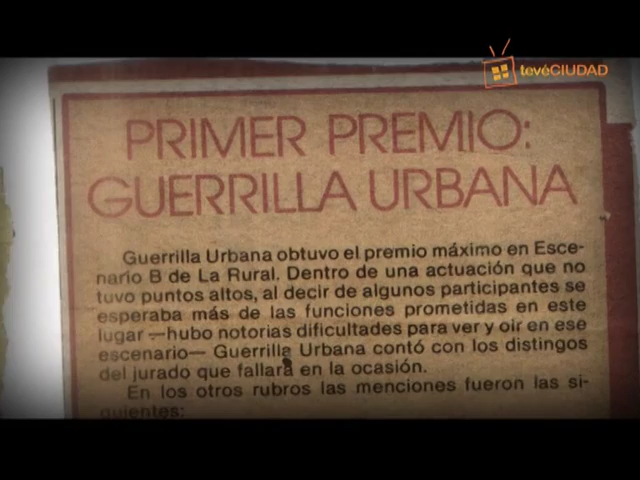 tevéCIUDAD
PRIMER PREMIO:
GUERRILLA URBANA
Guerrilla Urbana obtuvo el premio máximo en Esce-
nario B de La Rural. Dentro de una actuación que no
tuvo puntos altos, al decir de algunos participantes se
esperaba más de las funciones prometidas en este
lugar —hubo notorias dificultades para ver y oir en ese
escenario— Guerrilla Urbana contó con los distingos
del jurado que fallara en la ocasión.
En los otros rubros las menciones fueron las si-
guientes: